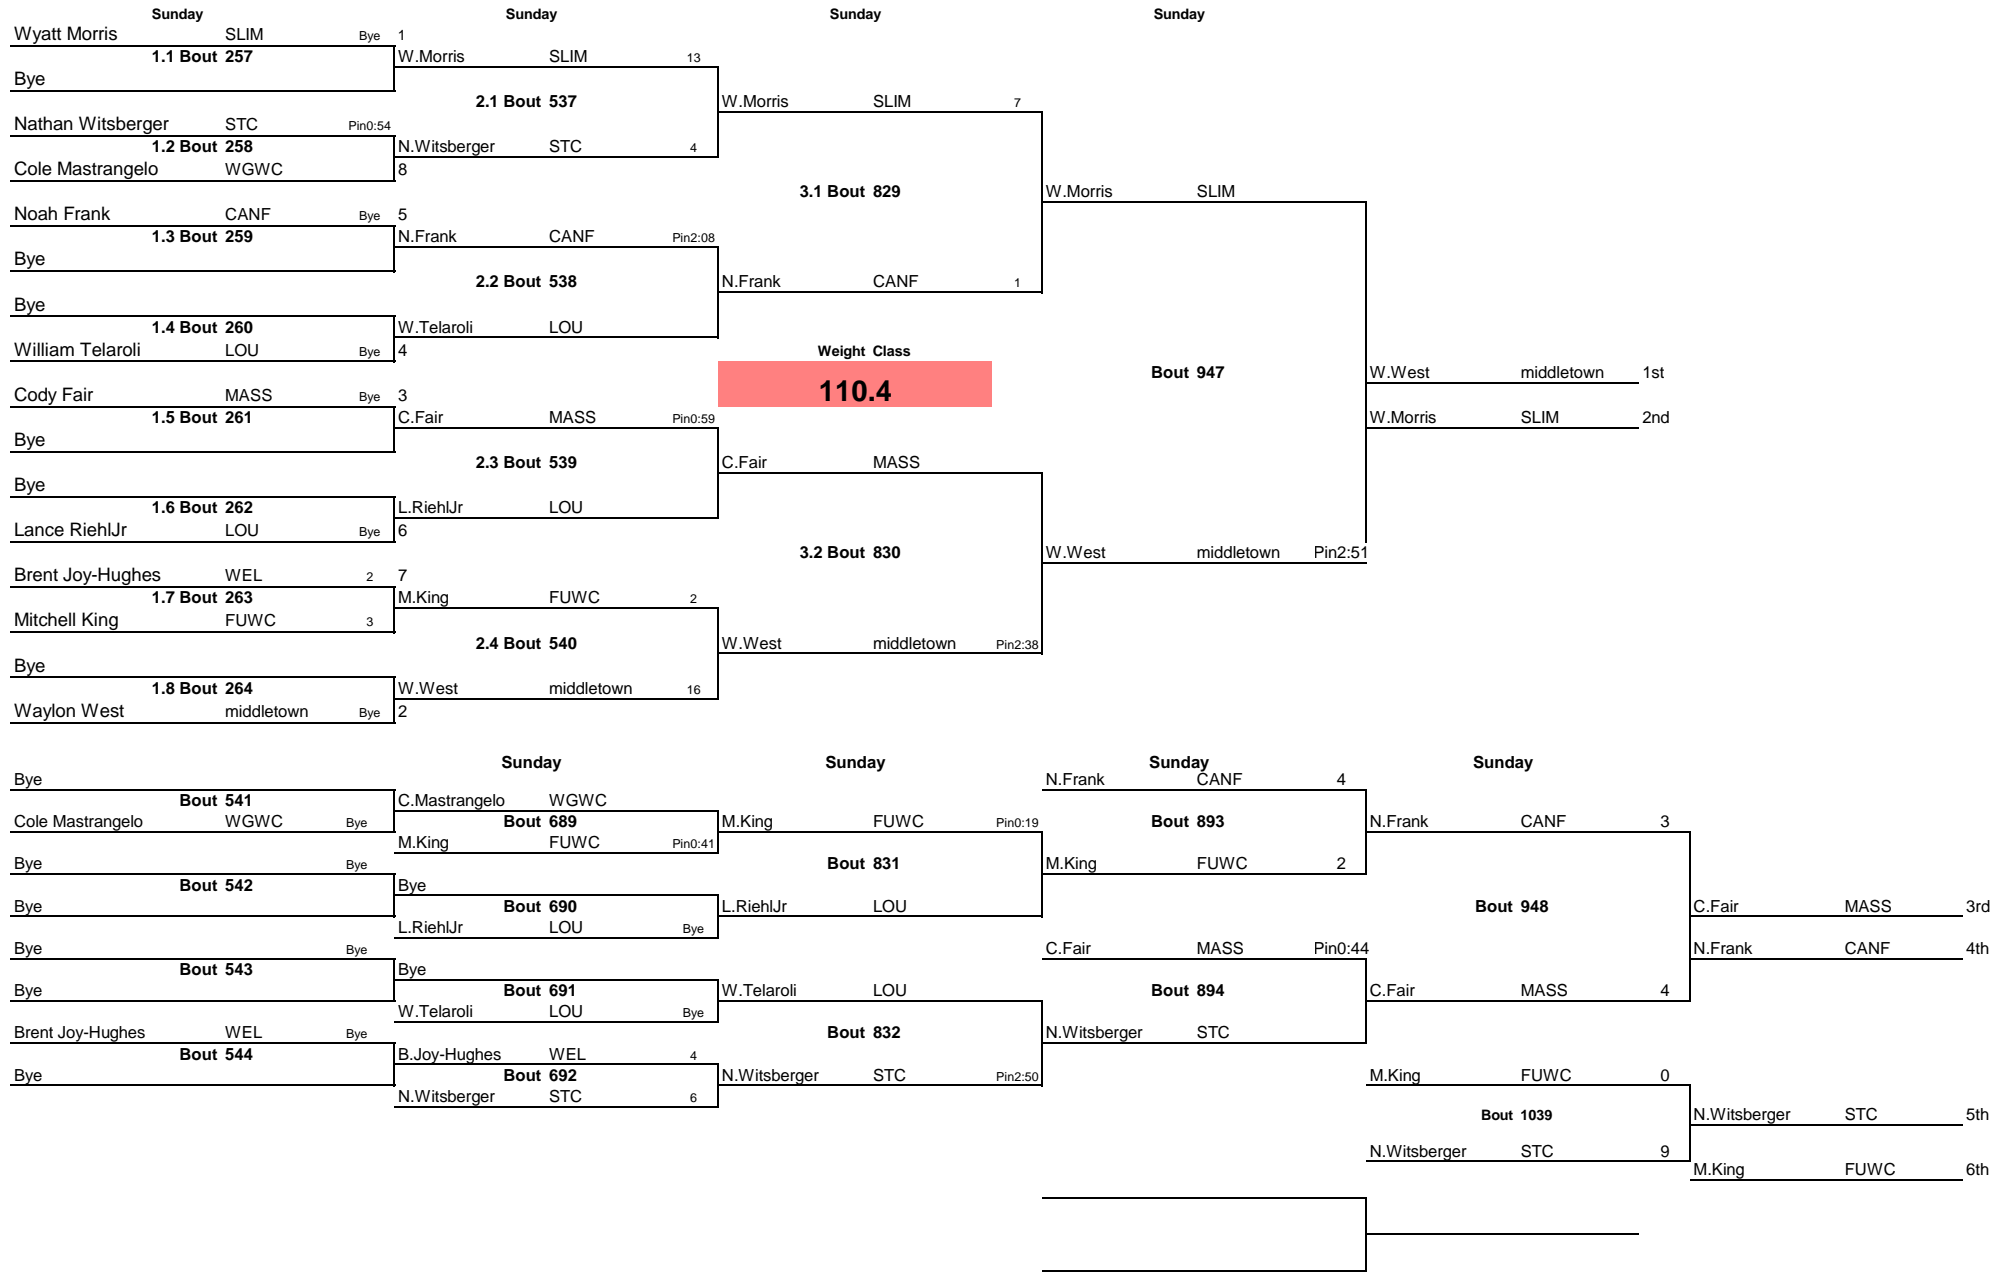 Sunday Sunday Sunday Sunday
Wyatt Morris SLIM Bye 1
1.1 Bout 257 W.Morris SLIM 13
Bye
2.1 Bout 537 W.Morris SLIM 7
Nathan Witsberger STC Pin0:54
1.2 Bout 258 N.Witsberger STC 4
Cole Mastrangelo WGWC 8
3.1 Bout 829 W.Morris SLIM
Noah Frank CANF Bye 5
1.3 Bout 259 N.Frank CANF Pin2:08
Bye
2.2 Bout 538 N.Frank CANF 1
Bye
1.4 Bout 260 W.Telaroli LOU
William Telaroli LOU Bye 4 Weight Class
Bout 947 W.West middletown 1st
Cody Fair MASS Bye 3 110.4
1.5 Bout 261 C.Fair MASS Pin0:59 W.Morris SLIM 2nd
Bye
2.3 Bout 539 C.Fair MASS
Bye
1.6 Bout 262 L.RiehlJr LOU
Lance RiehlJr LOU Bye 6
3.2 Bout 830 W.West middletown Pin2:51
Brent Joy-Hughes WEL 2 7
1.7 Bout 263 M.King FUWC 2
Mitchell King FUWC 3
2.4 Bout 540 W.West middletown Pin2:38
Bye
1.8 Bout 264 W.West middletown 16
Waylon West middletown Bye 2
Sunday Sunday Sunday Sunday
Bye N.Frank CANF 4
Bout 541 C.Mastrangelo WGWC
Cole Mastrangelo WGWC Bye Bout 689 M.King FUWC Pin0:19 Bout 893 N.Frank CANF 3
M.King FUWC Pin0:41
Bye Bye Bout 831 M.King FUWC 2
Bout 542 Bye
Bye Bout 690 L.RiehlJr LOU Bout 948 C.Fair MASS 3rd
L.RiehlJr LOU Bye
Bye Bye C.Fair MASS Pin0:44 N.Frank CANF 4th
Bout 543 Bye
Bye Bout 691 W.Telaroli LOU Bout 894 C.Fair MASS 4
W.Telaroli LOU Bye
Brent Joy-Hughes WEL Bye Bout 832 N.Witsberger STC
Bout 544 B.Joy-Hughes WEL 4
Bye Bout 692 N.Witsberger STC Pin2:50 M.King FUWC 0
N.Witsberger STC 6
Bout 1039 N.Witsberger STC 5th
N.Witsberger STC 9
M.King FUWC 6th